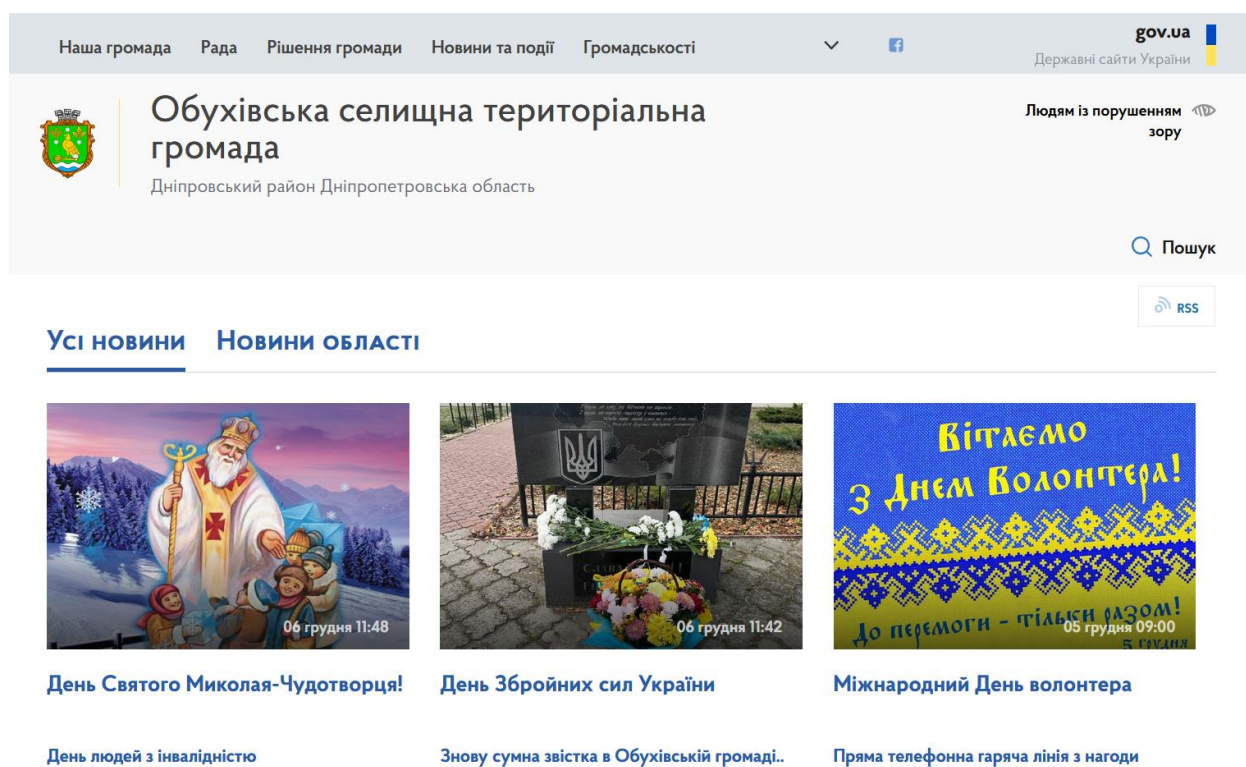 Наша громада Рада Рішення громади Новини та події Громадськості
gov.ua
Державні сайти України
Обухівська селищна територіальна
громада
Дніпровський район Дніпропетровська область
Людям із порушенням
зору
Пошук
RSS
Усі новини Новини області
06 грудня 11:48
День Святого Миколая-Чудотворця!
06 грудня 11:42
День Збройних сил України
Вітаємо
З Днем Волонтера!
До перемоги - тільки разом!
5 грудня
05 грудня 09:00
Міжнародний День волонтера
День людей з інвалідністю
Знову сумна звістка в Обухівській громаді..
Пряма телефонна гаряча лінія з нагоди